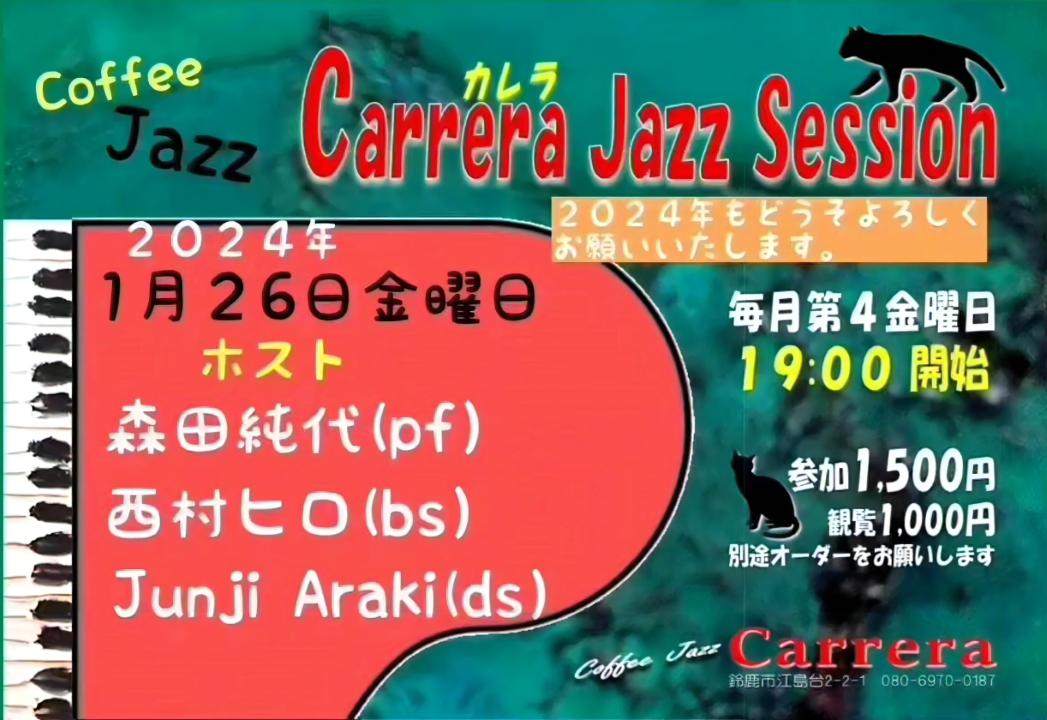 Coffee
Jazz
カレラ
Carrera Jazz Session
２０２４年もどうぞよろしく
お願いいたします。
２０２４年
１月２６日金曜日
ホスト
森田純代(pf)
西村ヒロ(bs)
Junji Araki(ds)
毎月第４金曜日
１９:００ 開始
参加1,500円
観覧1,000円
別途オーダーをお願いします
Coffee Jazz Carrera
鈴鹿市江島台2-2-1 080-6970-0187